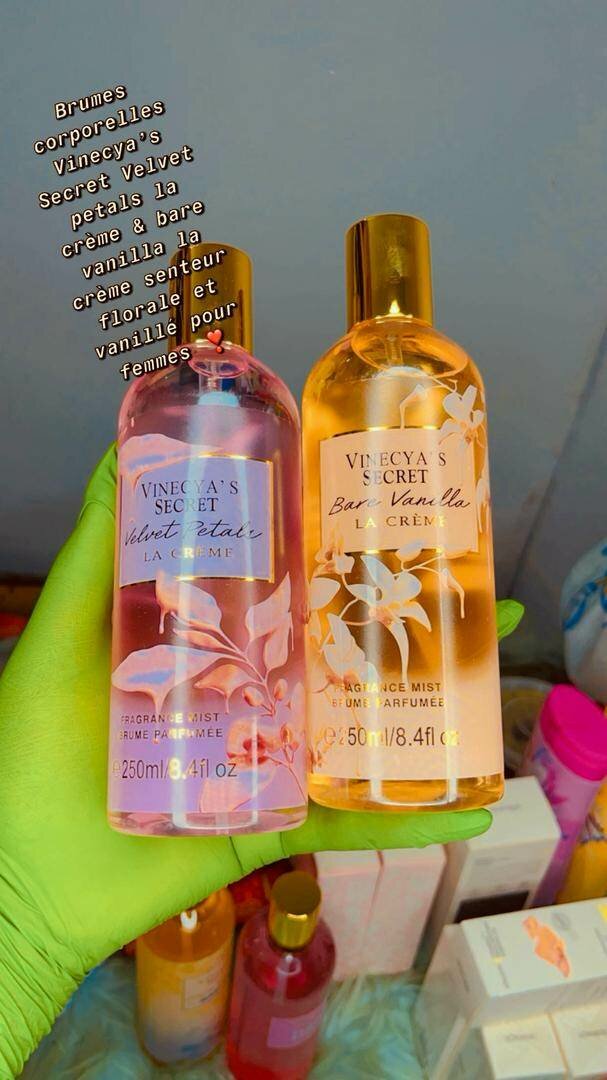 Brumes
corporelles
Vinecya's
Secret Velvet
petals la
crème & bare
vanilla la
crème senteur
florale et
vanillé pour
femmes ❣️
VINECYA'S
SECRET
Velvet Petals
LA CRÈME
FRAGRANCE MIST
BRUME PARFUMÉE
e250ml/8.4fl oz
VINECYA'S
SECRET
Bare Vanilla
LA CRÈME
FRAGRANCE MIST
BRUME PARFUMÉE
e250ml/8.4fl oz